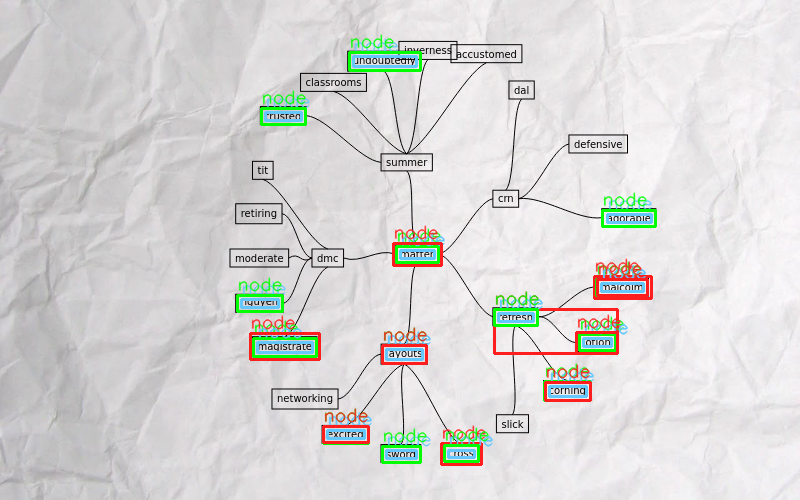 node
inverness
undoubtedly
accustomed
classrooms
dal
node
trusted
defensive
summer
tit
crn
node
adorable
retiring
node
matter
moderate
dmc
node
malcolm
node
nguyen
node
refresh
node
orion
node
magistrate
node
layouts
node
corning
networking
node
excited
slick
node
sword
node
cross